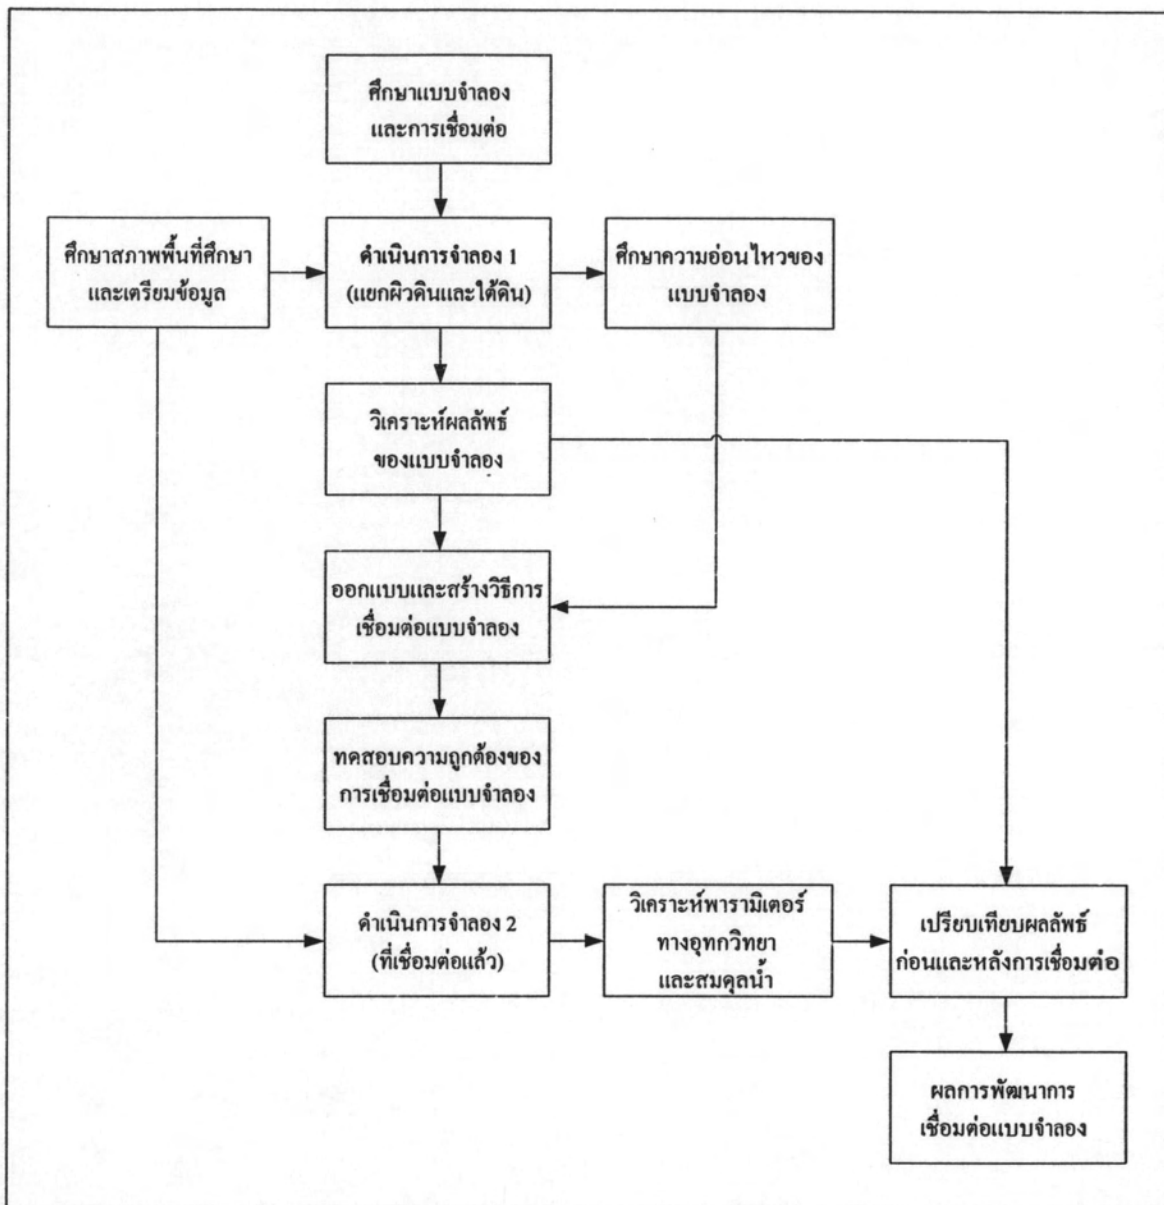 ศึกษาแบบจำลอง
และการเชื่อมต่อ
ศึกษาสภาพพื้นที่ศึกษา
และเตรียมข้อมูล
ดำเนินการจำลอง 1
(แยกผิวดินและใต้ดิน)
ศึกษาความอ่อนไหวของ
แบบจำลอง
วิเคราะห์ผลลัพธ์
ของแบบจำลอง
ออกแบบและสร้างวิธีการ
เชื่อมต่อแบบจำลอง
ทดสอบความถูกต้องของ
การเชื่อมต่อแบบจำลอง
ดำเนินการจำลอง 2
(ที่เชื่อมต่อแล้ว)
วิเคราะห์พารามิเตอร์
ทางอุทกวิทยา
และสมดุลน้ำ
เปรียบเทียบผลลัพธ์
ก่อนและหลังการเชื่อมต่อ
ผลการพัฒนาการ
เชื่อมต่อแบบจำลอง